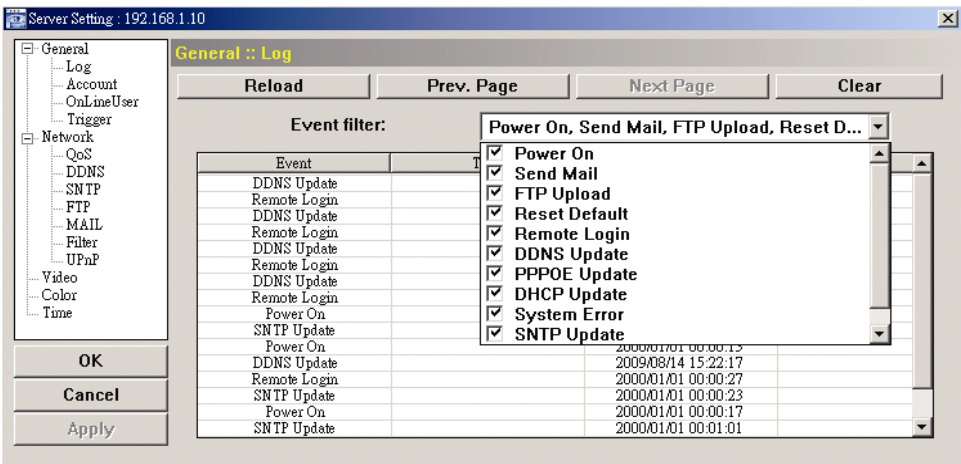 Server Setting : 192.168.1.10
General
Log
Account
OnLineUser
Trigger
Network
QoS
DDNS
SNTP
FTP
MAIL
Filter
UPnP
Video
Color
Time
OK
Cancel
Apply
General :: Log
Reload Prev. Page Next Page Clear
Event filter: Power On, Send Mail, FTP Upload, Reset D...
Power On
Send Mail
FTP Upload
Reset Default
Remote Login
DDNS Update
PPPOE Update
DHCP Update
System Error
SNTP Update
Event
DDNS Update
Remote Login
DDNS Update
Remote Login
DDNS Update
Remote Login
DDNS Update
Remote Login
Power On
SNTP Update
Power On 2000/01/01 00:00:13
DDNS Update 2009/08/14 15:22:17
Remote Login 2000/01/01 00:00:27
SNTP Update 2000/01/01 00:00:23
Power On 2000/01/01 00:00:17
SNTP Update 2000/01/01 00:01:01